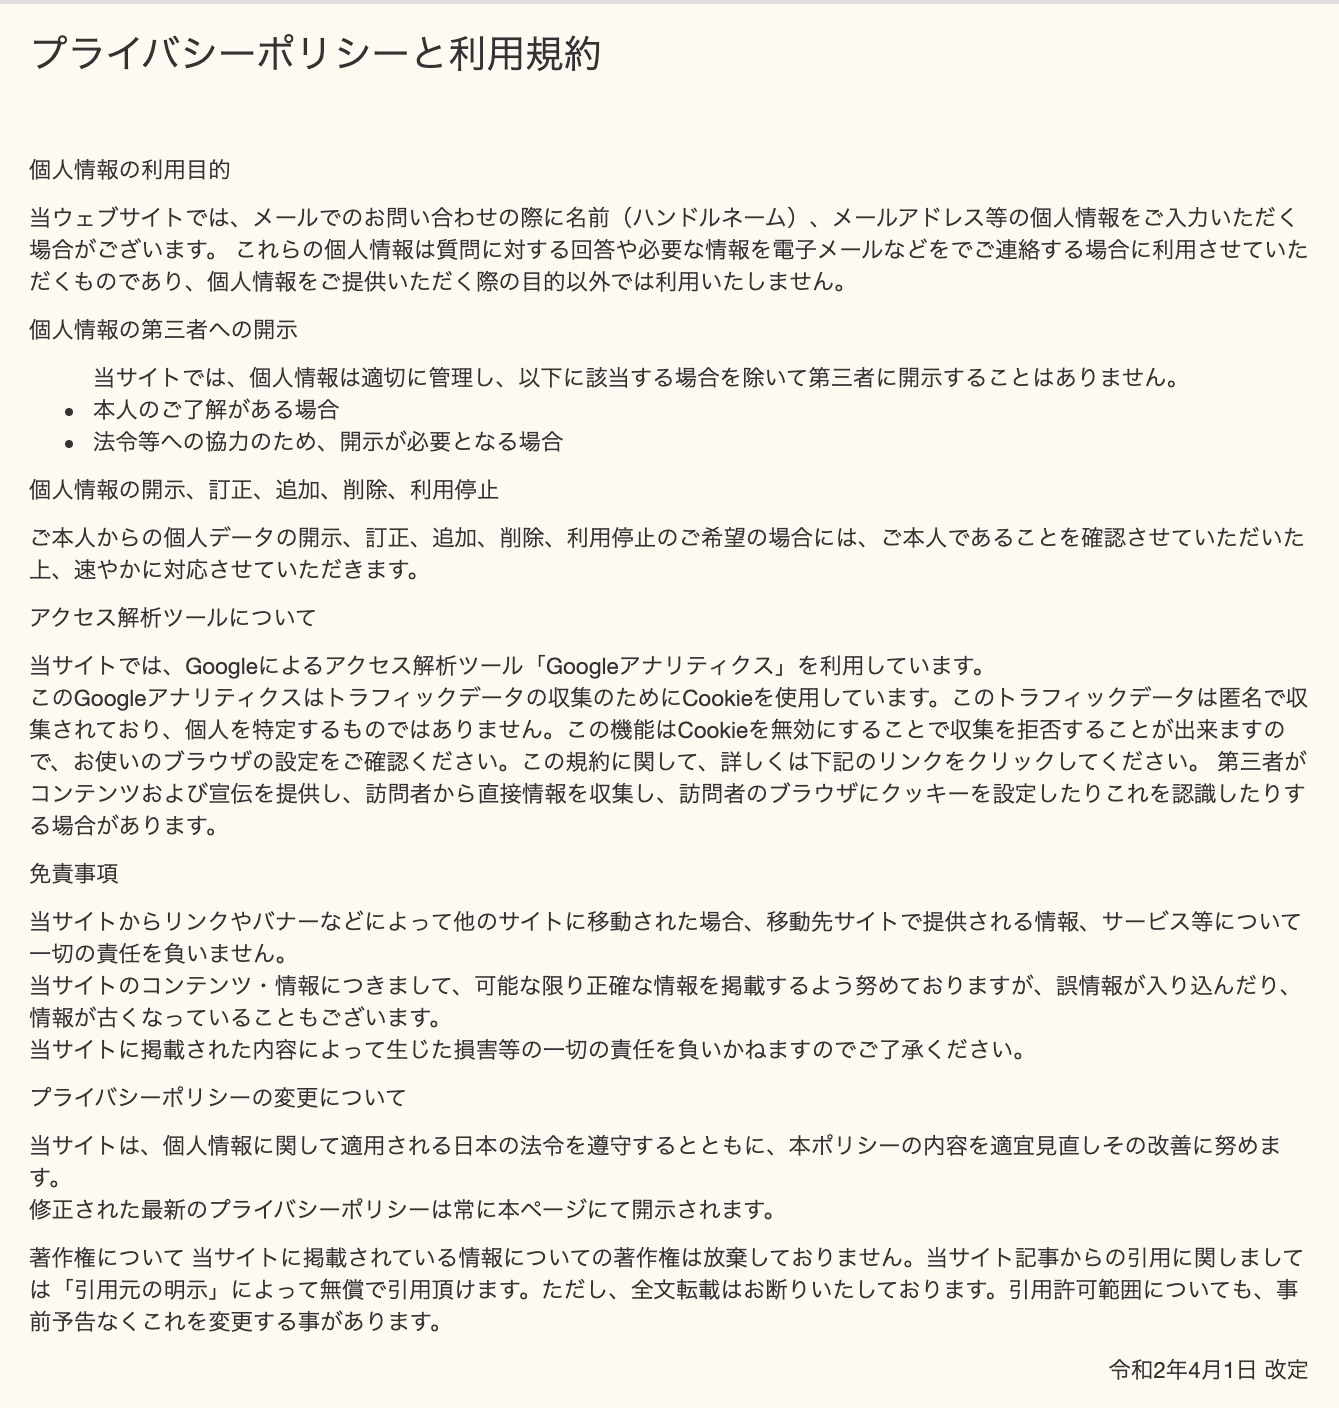 プライバシーポリシーと利用規約
個人情報の利用目的
当ウェブサイトでは、メールでのお問い合わせの際に名前（ハンドルネーム）、メールアドレス等の個人情報をご入力いただく
場合がございます。 これらの個人情報は質問に対する回答や必要な情報を電子メールなどをでご連絡する場合に利用させていた
だくものであり、個人情報をご提供いただく際の目的以外では利用いたしません。
個人情報の第三者への開示
当サイトでは、個人情報は適切に管理し、以下に該当する場合を除いて第三者に開示することはありません。
• 本人のご了解がある場合
• 法令等への協力のため、開示が必要となる場合
個人情報の開示、訂正、追加、削除、利用停止
ご本人からの個人データの開示、訂正、追加、削除、利用停止のご希望の場合には、ご本人であることを確認させていただいた
上、速やかに対応させていただきます。
アクセス解析ツールについて
当サイトでは、Googleによるアクセス解析ツール「Googleアナリティクス」を利用しています。
このGoogleアナリティクスはトラフィックデータの収集のためにCookieを使用しています。このトラフィックデータは匿名で収
集されており、個人を特定するものではありません。この機能はCookieを無効にすることで収集を拒否することが出来ますの
で、お使いのブラウザの設定をご確認ください。この規約に関して、詳しくは下記のリンクをクリックしてください。 第三者が
コンテンツおよび宣伝を提供し、訪問者から直接情報を収集し、訪問者のブラウザにクッキーを設定したりこれを認識したりす
る場合があります。
免責事項
当サイトからリンクやバナーなどによって他のサイトに移動された場合、移動先サイトで提供される情報、サービス等について
一切の責任を負いません。
当サイトのコンテンツ・情報につきまして、可能な限り正確な情報を掲載するよう努めておりますが、誤情報が入り込んだり、
情報が古くなっていることもございます。
当サイトに掲載された内容によって生じた損害等の一切の責任を負いかねますのでご了承ください。
プライバシーポリシーの変更について
当サイトは、個人情報に関して適用される日本の法令を遵守するとともに、本ポリシーの内容を適宜見直しその改善に努めま
す。
修正された最新のプライバシーポリシーは常に本ページにて開示されます。
著作権について 当サイトに掲載されている情報についての著作権は放棄しておりません。当サイト記事からの引用に関しまして
は「引用元の明示」によって無償で引用頂けます。ただし、全文転載はお断りいたしております。引用許可範囲についても、事
前予告なくこれを変更する事があります。
令和2年4月1日 改定